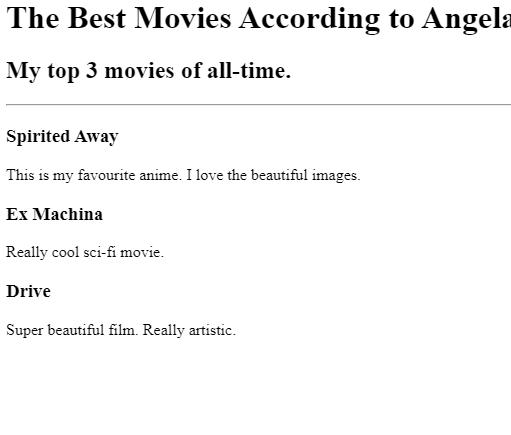 The Best Movies According to Angela
My top 3 movies of all-time.
Spirited Away
This is my favourite anime. I love the beautiful images.
Ex Machina
Really cool sci-fi movie.
Drive
Super beautiful film. Really artistic.